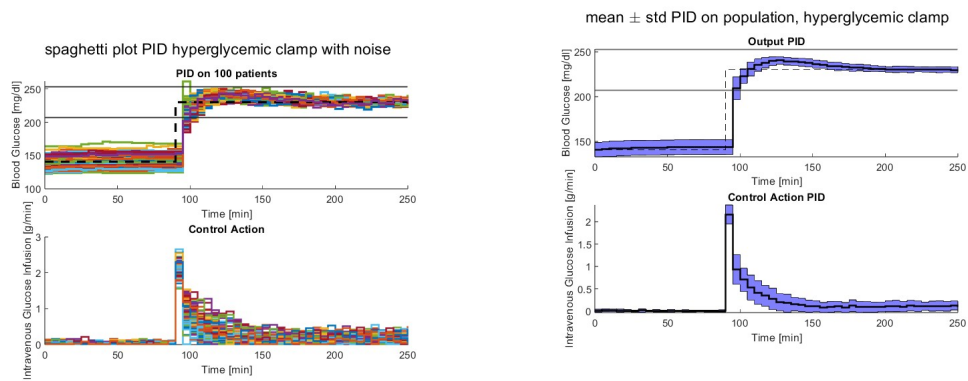 spaghetti plot PID hyperglycemic clamp with noise
PID on 100 patients
Blood Glucose [mg/dl]
250
200
150
100
0 50 100 150 200 250
Time [min]
Control Action
Intravenous Glucose Infusion [g/min]
3
2
1
0
0 50 100 150 200 250
Time [min]
mean ± std PID on population, hyperglycemic clamp
Output PID
Blood Glucose [mg/dl]
250
200
150
0 50 100 150 200 250
Time [min]
Control Action PID
Intravenous Glucose Infusion [g/min]
2
1.5
1
0.5
0
0 50 100 150 200 250
Time [min]